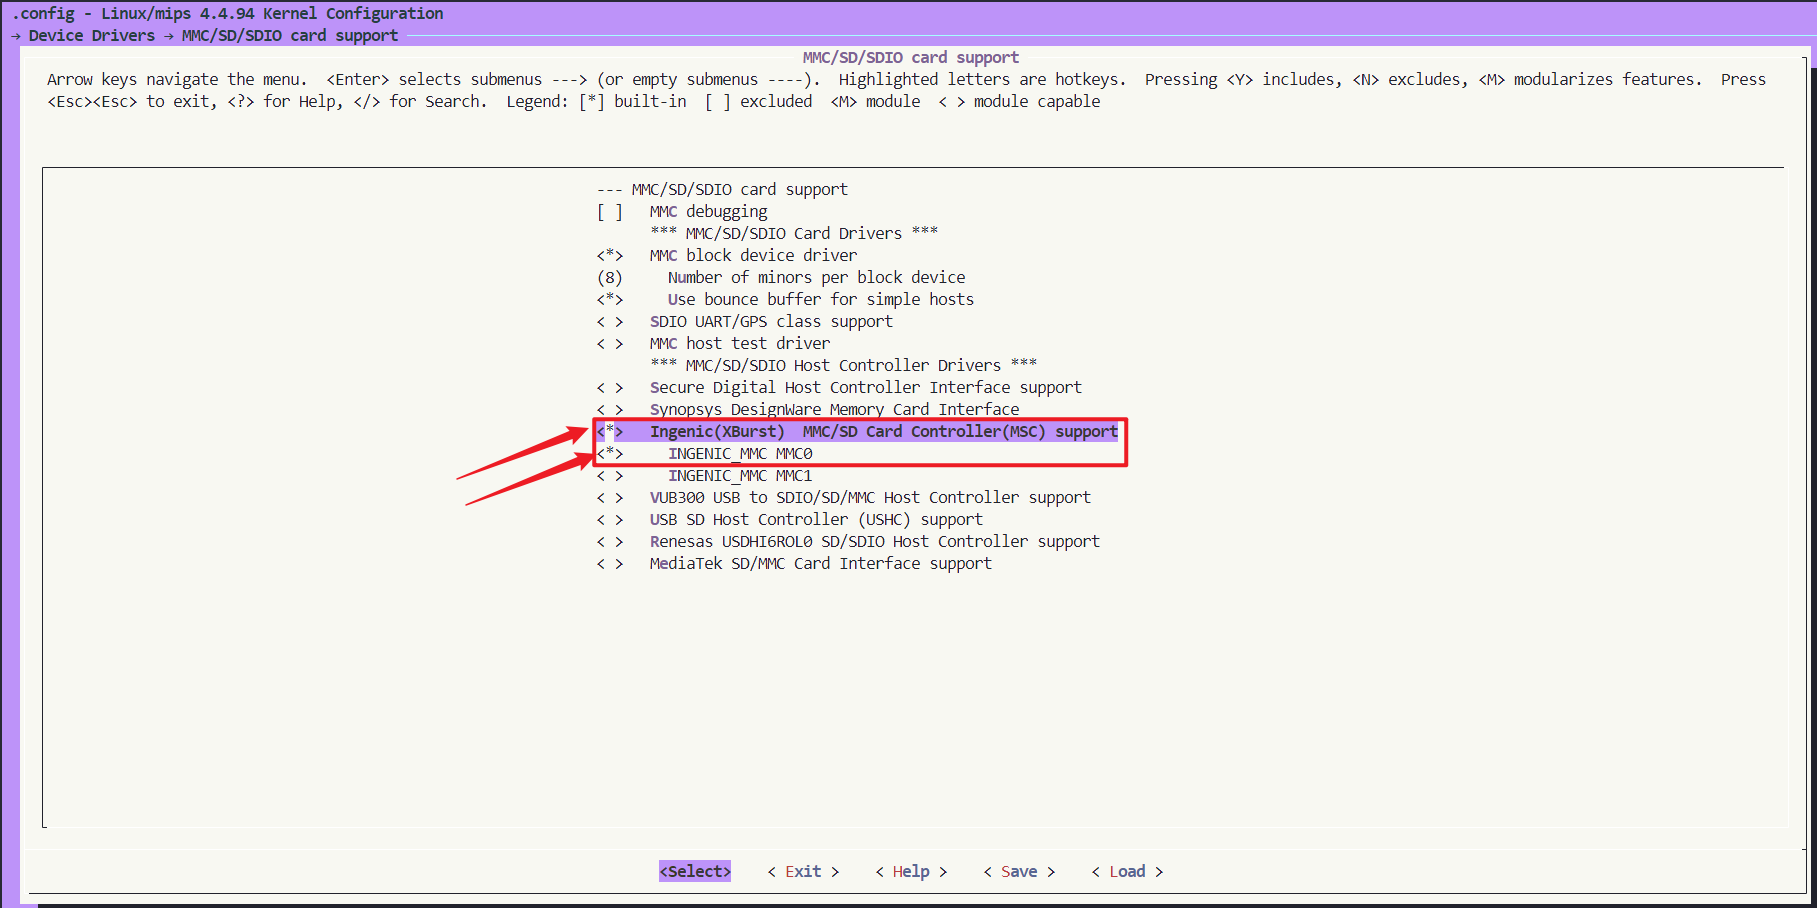 .config - Linux/mips 4.4.94 Kernel Configuration
→ Device Drivers → MMC/SD/SDIO card support
MMC/SD/SDIO card support
Arrow keys navigate the menu.  <Enter> selects submenus ---> (or empty submenus ----).  Highlighted letters are hotkeys.  Pressing <Y> includes, <N> excludes, <M> modularizes features.  Press
<Esc><Esc> to exit, <?> for Help, </> for Search.  Legend: [*] built-in  [ ] excluded  <M> module  < > module capable
--- MMC/SD/SDIO card support
[ ]   MMC debugging
*** MMC/SD/SDIO Card Drivers ***
<*>   MMC block device driver
(8)     Number of minors per block device
<*>     Use bounce buffer for simple hosts
< >   SDIO UART/GPS class support
< >   MMC host test driver
*** MMC/SD/SDIO Host Controller Drivers ***
< >   Secure Digital Host Controller Interface support
< >   Synopsys DesignWare Memory Card Interface
<*>   Ingenic(XBurst)  MMC/SD Card Controller(MSC) support
<*>     INGENIC_MMC MMC0
< >     INGENIC_MMC MMC1
< >   VUB300 USB to SDIO/SD/MMC Host Controller support
< >   USB SD Host Controller (USHC) support
< >   Renesas USDHI6ROL0 SD/SDIO Host Controller support
< >   MediaTek SD/MMC Card Interface support
<Select>    < Exit >    < Help >    < Save >    < Load >